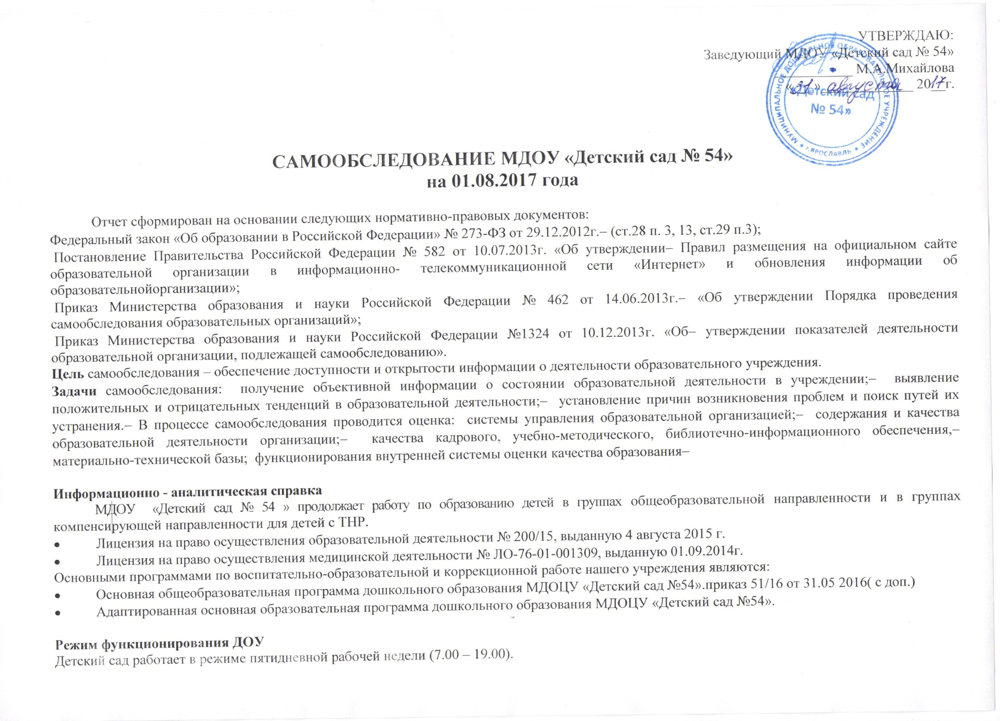 УТВЕРЖДАЮ:
Заведующий МДОУ «Детский сад № 54»
____________ М.А.Михайлова
«31» августа 2017г.
МУНИЦИПАЛЬНОЕ ДОШКОЛЬНОЕ ОБРАЗОВАТЕЛЬНОЕ УЧРЕЖДЕНИЕ * г.ЯРОСЛАВЛЬ *
«Детский сад
№ 54»
САМООБСЛЕДОВАНИЕ МДОУ «Детский сад № 54»
на 01.08.2017 года
Отчет сформирован на основании следующих нормативно-правовых документов:
Федеральный закон «Об образовании в Российской Федерации» № 273-ФЗ от 29.12.2012г.– (ст.28 п. 3, 13, ст.29 п.3);
Постановление Правительства Российской Федерации № 582 от 10.07.2013г. «Об утверждении– Правил размещения на официальном сайте
образовательной организации в информационно- телекоммуникационной сети «Интернет» и обновления информации об
образовательнойорганизации»;
Приказ Министерства образования и науки Российской Федерации № 462 от 14.06.2013г.– «Об утверждении Порядка проведения
самообследования образовательных организаций»;
Приказ Министерства образования и науки Российской Федерации №1324 от 10.12.2013г. «Об– утверждении показателей деятельности
образовательной организации, подлежащей самообследованию».
Цель самообследования – обеспечение доступности и открытости информации о деятельности образовательного учреждения.
Задачи самообследования: получение объективной информации о состоянии образовательной деятельности в учреждении;– выявление
положительных и отрицательных тенденций в образовательной деятельности;– установление причин возникновения проблем и поиск путей их
устранения.– В процессе самообследования проводится оценка: системы управления образовательной организацией;– содержания и качества
образовательной деятельности организации;– качества кадрового, учебно-методического, библиотечно-информационного обеспечения,–
материально-технической базы; функционирования внутренней системы оценки качества образования–
Информационно - аналитическая справка
МДОУ «Детский сад № 54 » продолжает работу по образованию детей в группах общеобразовательной направленности и в группах
компенсирующей направленности для детей с ТНР.
• Лицензия на право осуществления образовательной деятельности № 200/15, выданную 4 августа 2015 г.
• Лицензия на право осуществления медицинской деятельности № ЛО-76-01-001309, выданную 01.09.2014г.
Основными программами по воспитательно-образовательной и коррекционной работе нашего учреждения являются:
• Основная общеобразовательная программа дошкольного образования МДОЦУ «Детский сад №54».приказ 51/16 от 31.05 2016( с доп.)
• Адаптированная основная образовательная программа дошкольного образования МДОЦУ «Детский сад №54».
Режим функционирования ДОУ
Детский сад работает в режиме пятидневной рабочей недели (7.00 – 19.00).